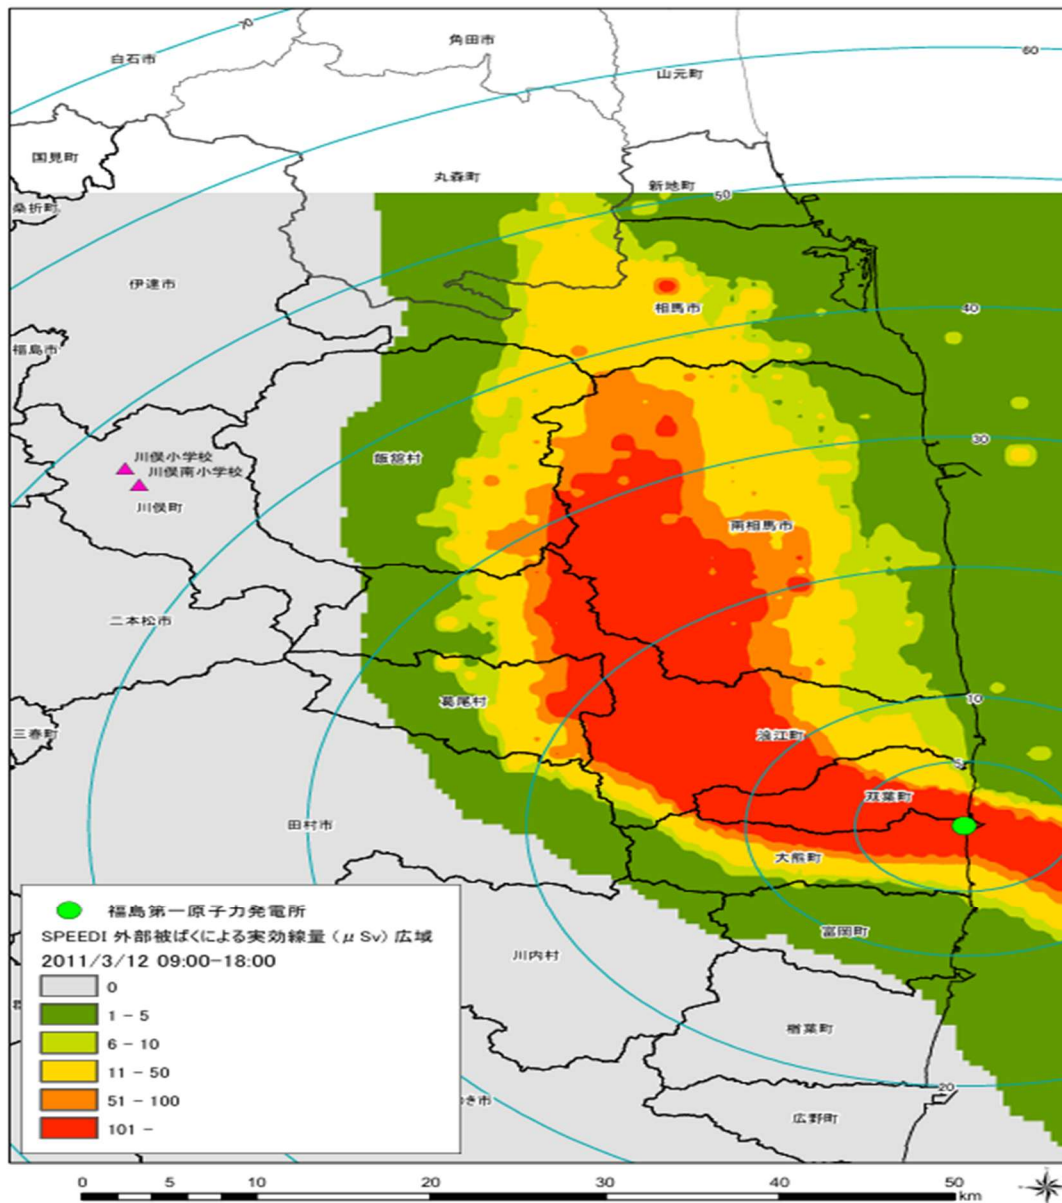 70
角田市
60
白石市
山元町
国見町
丸森町
新地町
50
桑折町
伊達市
相馬市
40
福島市
30
川俣小学校
飯舘村
川俣南小学校
川俣町
南相馬市
二本松市
葛尾村
10
三春町
浪江町
5
双葉町
田村市
大熊町
福島第一原子力発電所
富岡町
SPEEDI 外部被ばくによる実効線量 (μSv) 広域
川内村
2011/3/12 09:00-18:00
0
1 - 5
楢葉町
6 - 10
11 - 50
20
き市
51 - 100
広野町
101 -
0 5 10 20 30 40 50
km